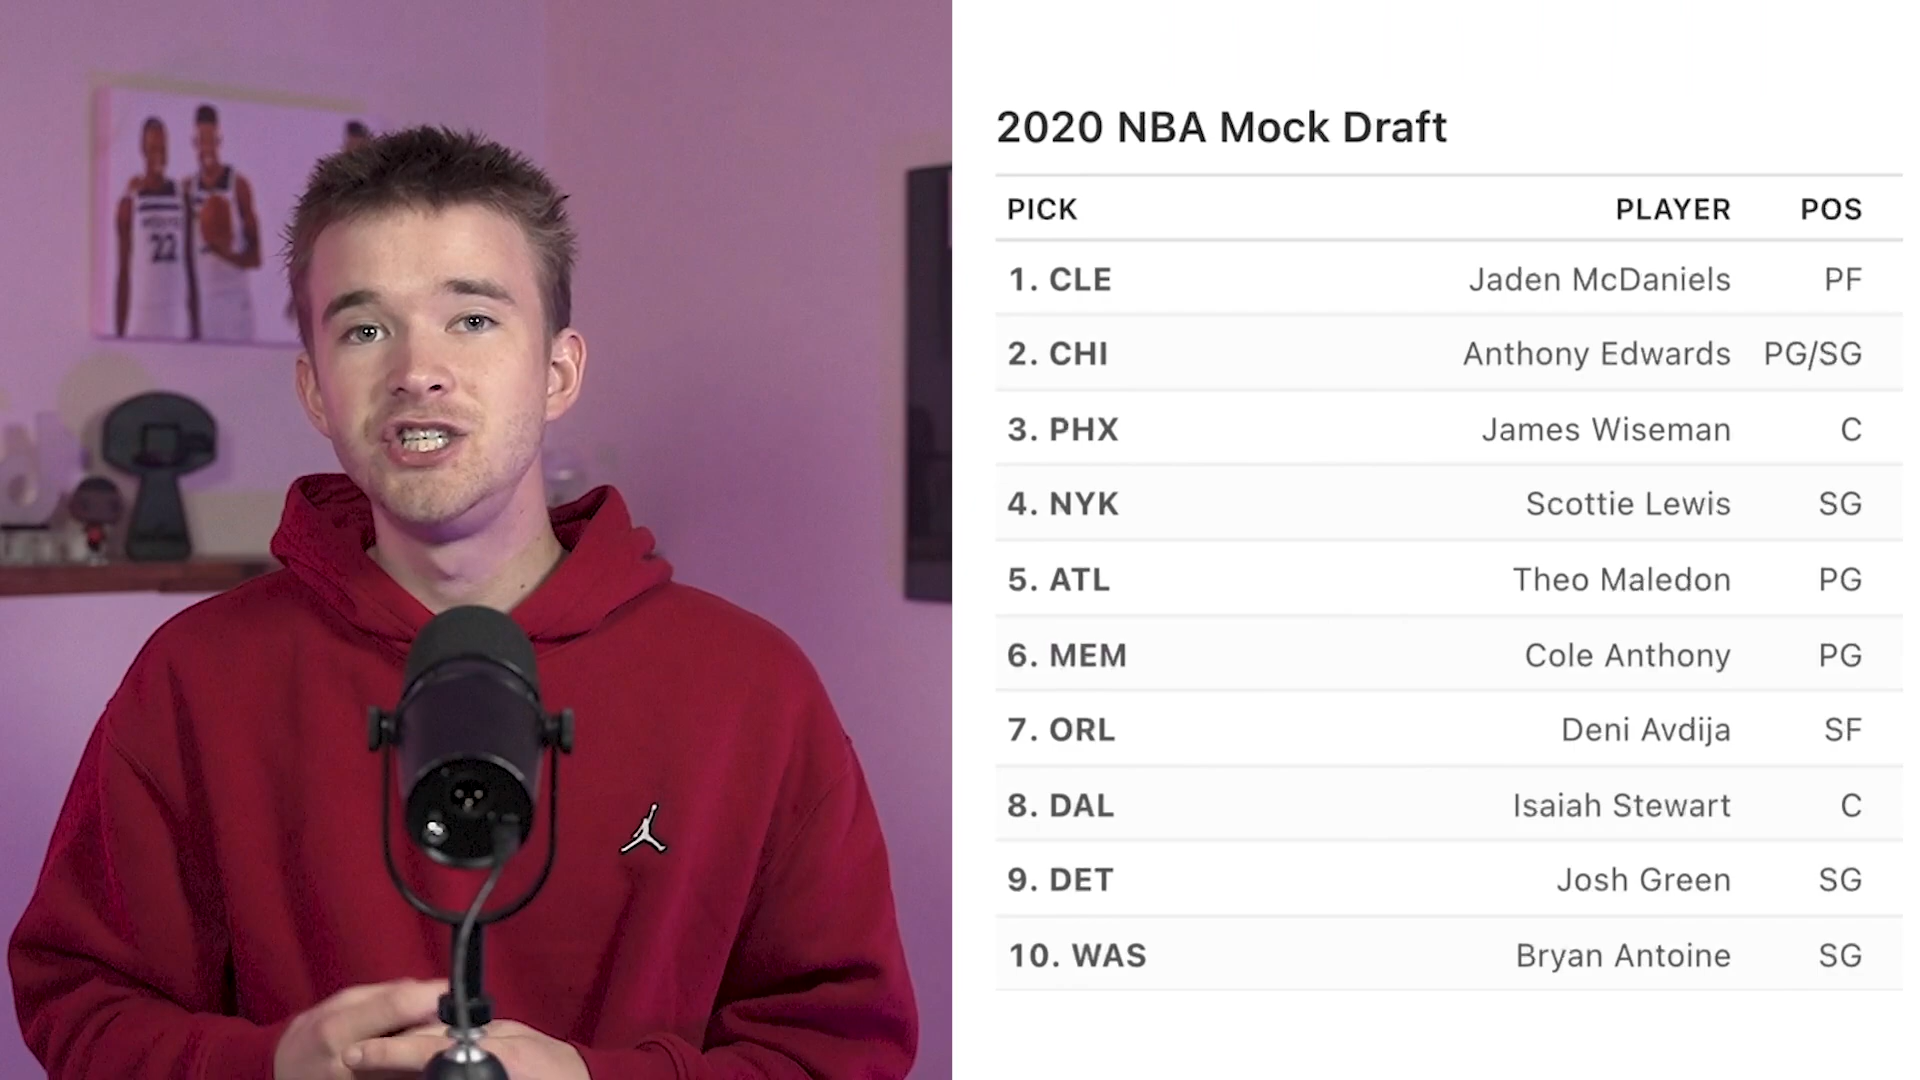 22
2020 NBA Mock Draft
PICK PLAYER POS
1. CLE Jaden McDaniels PF
2. CHI Anthony Edwards PG/SG
3. PHX James Wiseman C
4. NYK Scottie Lewis SG
5. ATL Theo Maledon PG
6. MEM Cole Anthony PG
7. ORL Deni Avdija SF
8. DAL Isaiah Stewart C
9. DET Josh Green SG
10. WAS Bryan Antoine SG